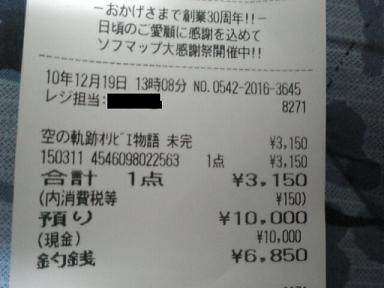 －おかげさまで創業30周年!!－
日頃のご愛顧に感謝を込めて
ソフマップ大感謝祭開催中!!
10年12月19日 13時08分 NO.0542-2016-3645
レジ担当: 8271
空の軌跡ｵﾘﾋﾞｴ物語 未完 ¥3,150
150311 4546098022563 1点 ¥3,150
合計 1点 ¥3,150
(内消費税等 ¥150)
預り ¥10,000
(現金) ¥10,000
釣銭 ¥6,850